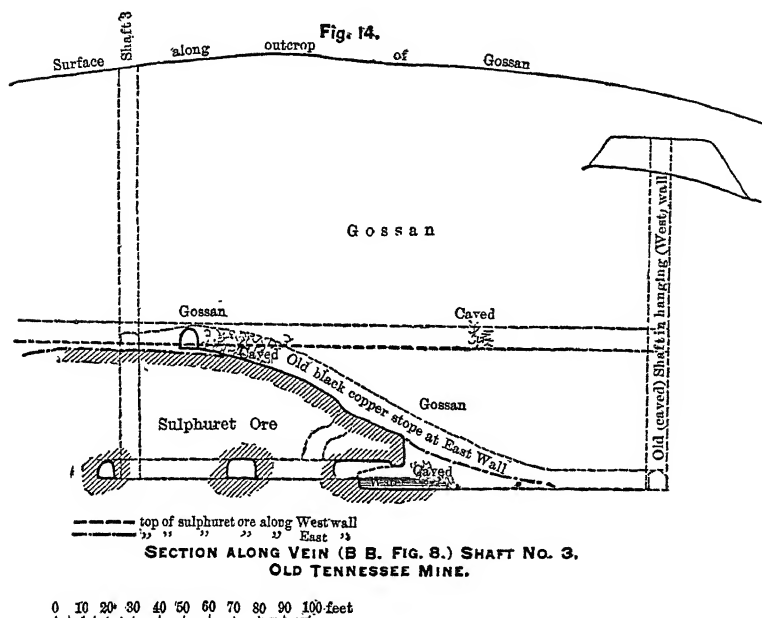 Fig. 14.
Surface Shaft 3 along outcrop of Gossan
Gossan
Old (caved) Shaft in hanging (West) wall
Gossan
Caved
Caved
Old black copper stope at East Wall
Gossan
Sulphuret Ore
Caved
top of sulphuret ore along West wall
" " " " " East "
SECTION ALONG VEIN (B B. FIG. 8.) SHAFT NO. 3,
OLD TENNESSEE MINE.
0 10 20 30 40 50 60 70 80 90 100 feet